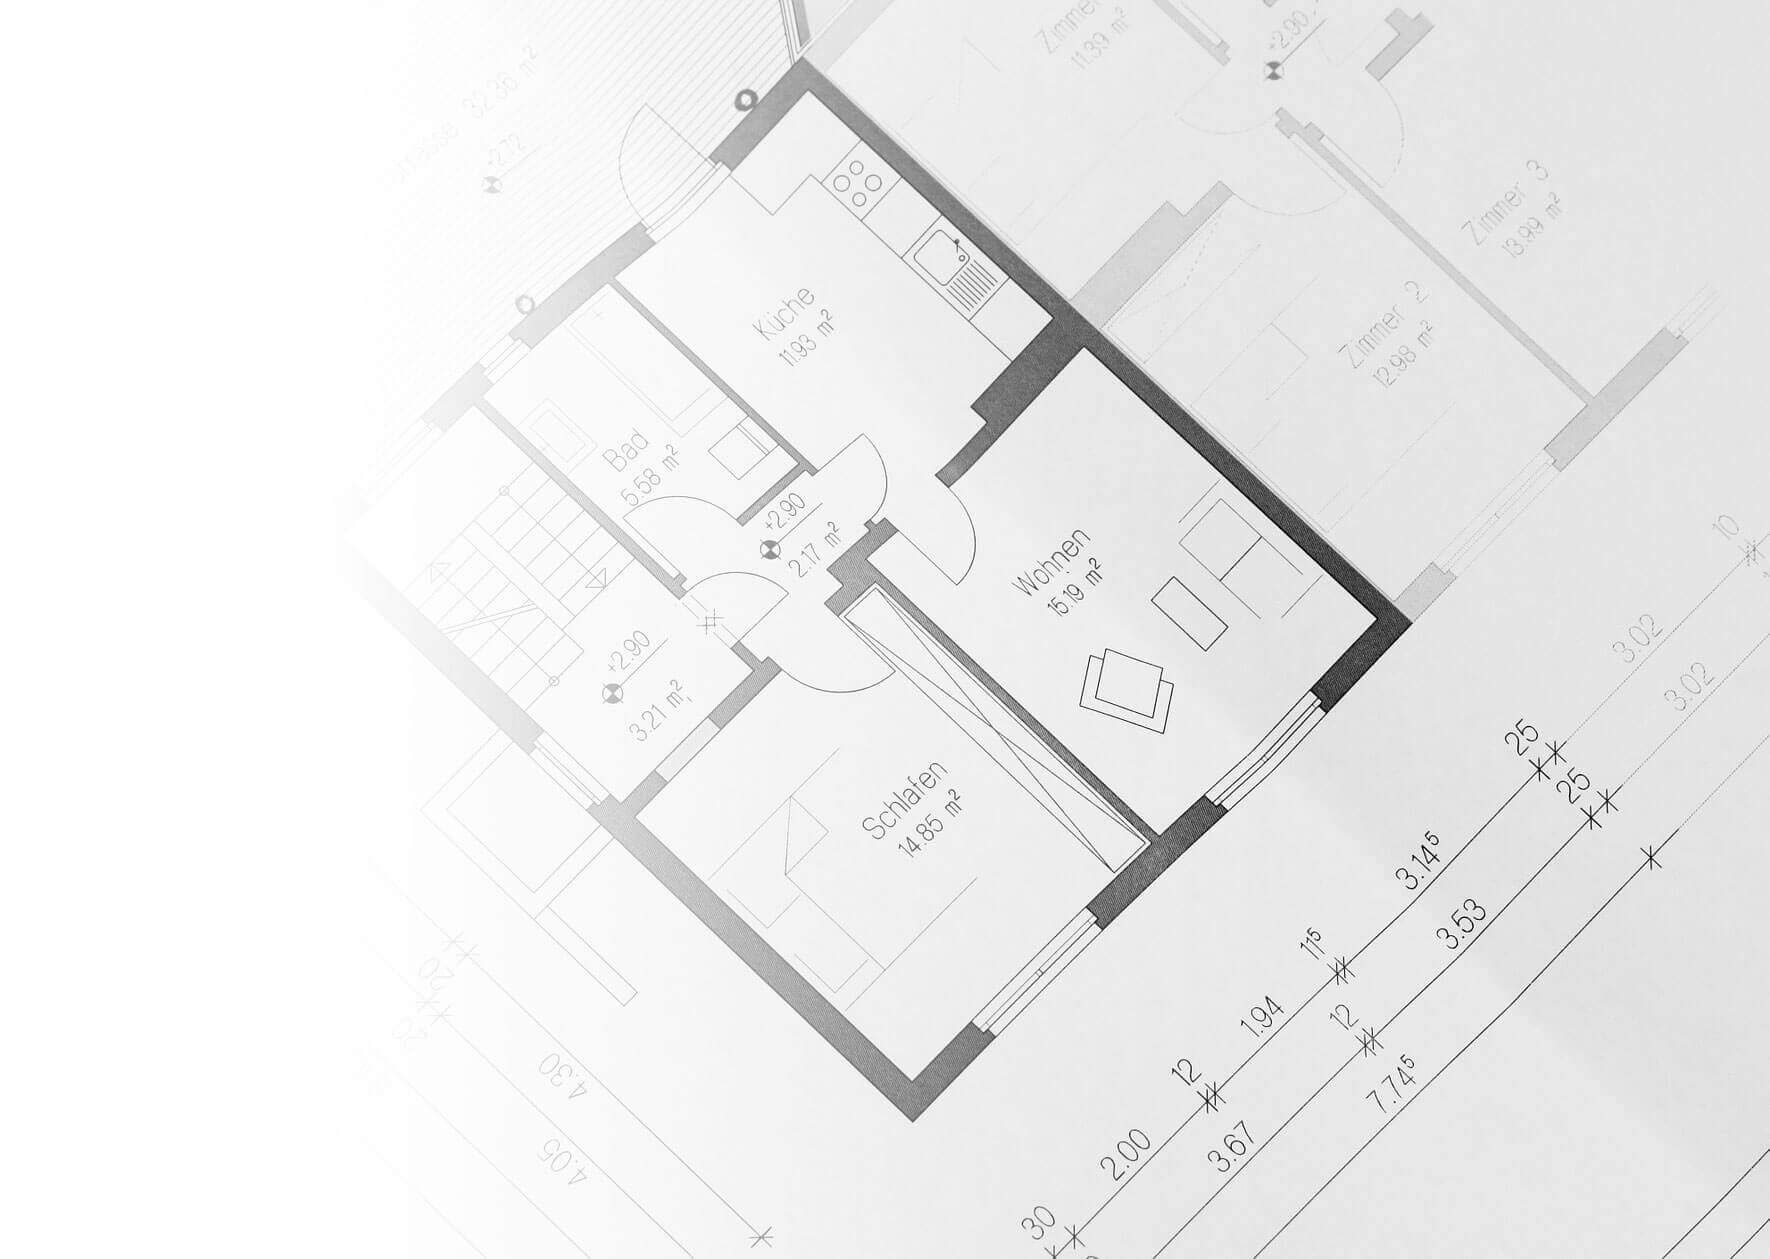 Zimmer
11.39 m²
+2.90
32.36 m²
+2.72
Zimmer 3
13.99 m²
Küche
11.93 m²
Zimmer 2
12.98 m²
Bad
5.58 m²
+2.90
2.17 m²
Wohnen
15.19 m²
+2.90
3.21 m²
Schlafen
14.85 m²
10
3.02
3.02
25
25
3.14⁵
3.53
11⁵
1.94
12
7.74⁵
12
2.00
3.67
30
20
4.30
4.05